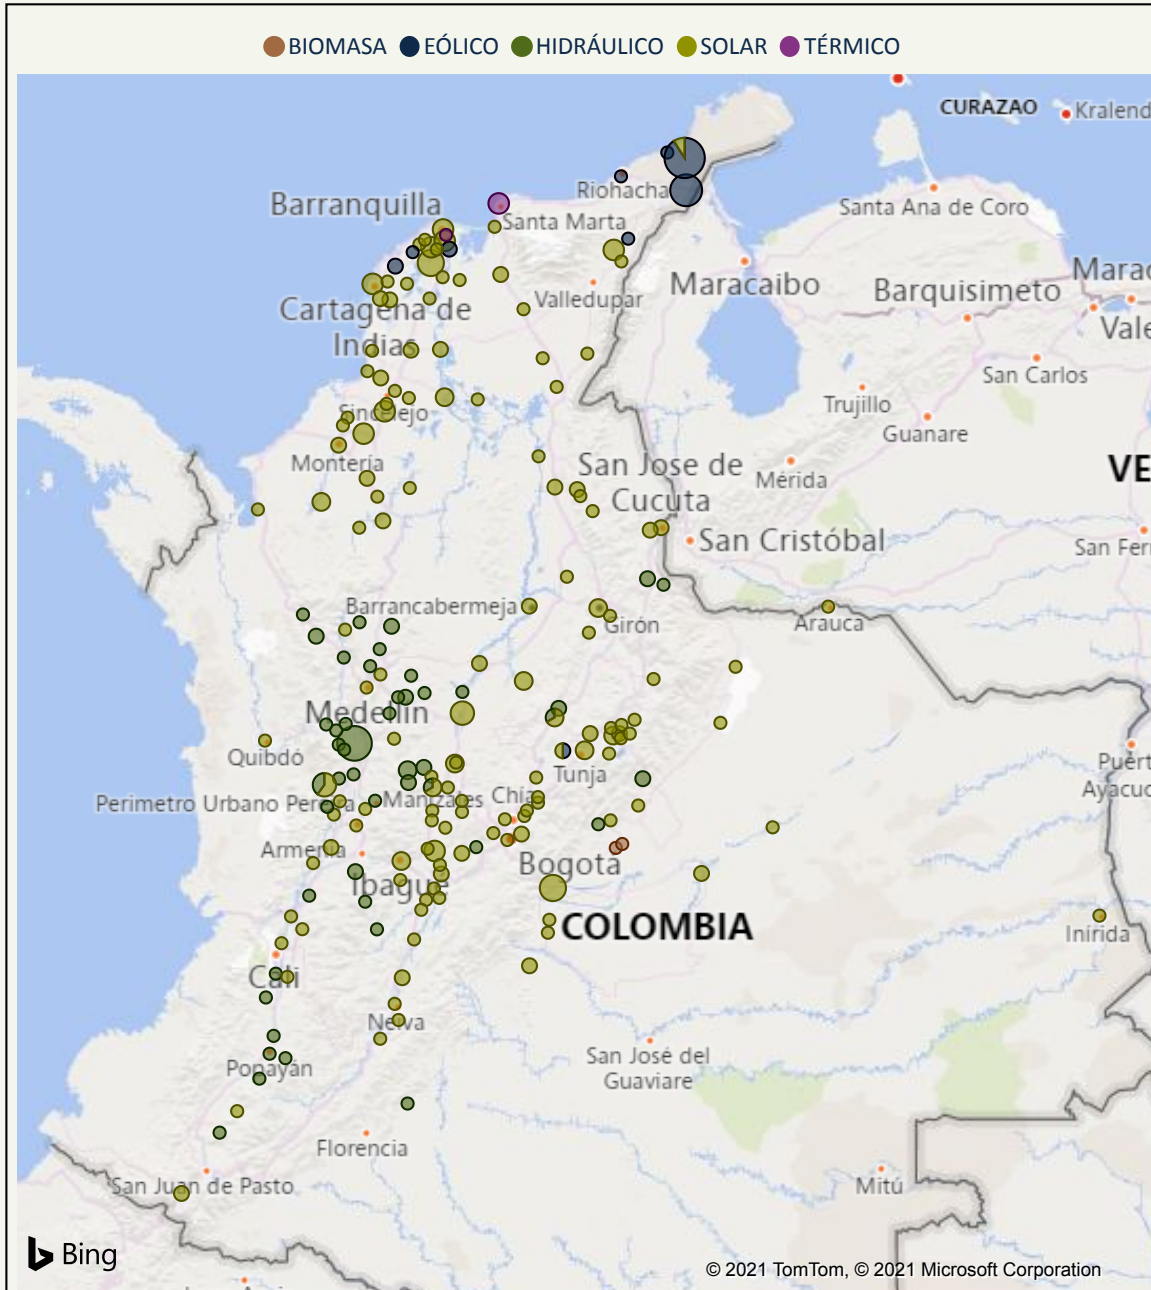 BIOMASA EÓLICO HIDRÁULICO SOLAR TÉRMICO
CURAZAO
Kralend
Riohacha
Barranquilla
Santa Marta
Santa Ana de Coro
Maracaibo
Valledupar
Barquisimeto
Marac
Vale
Cartagena de
Indias
San Carlos
Trujillo
Sincelejo
Guanare
Montería
San Jose de
Cucuta
Mérida
VE
San Cristóbal
San Fer
Barrancabermeja
Girón
Arauca
Medellín
Quibdó
Tunja
Puert
Ayacuc
Perimetro Urbano Pereira
Manizales
Chía
Armenia
Bogota
Ibague
COLOMBIA
Inirida
Cali
Neiva
San José del
Guaviare
Popayán
Florencia
Mitú
San Juan de Pasto
Bing
© 2021 TomTom, © 2021 Microsoft Corporation